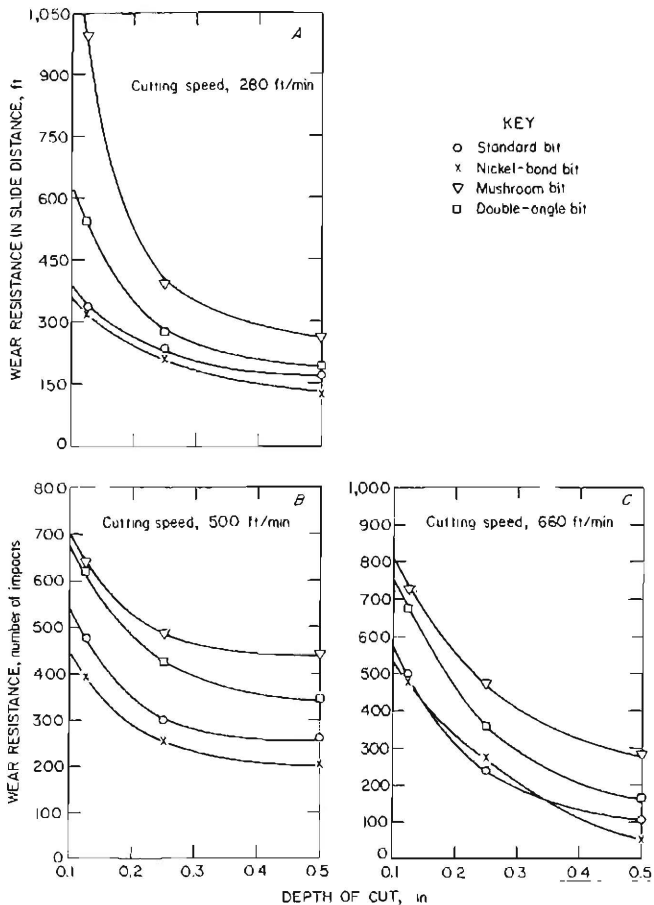 A
Cutting speed, 280 ft/min
1,050
900
750
600
450
300
150
0
WEAR RESISTANCE IN SLIDE DISTANCE, ft
KEY
Standard bit
Nickel-bond bit
Mushroom bit
Double-angle bit
B
Cutting speed, 500 ft/min
800
700
600
500
400
300
200
100
0
WEAR RESISTANCE, number of impacts
0.1 0.2 0.3 0.4 0.5
C
Cutting speed, 660 ft/min
1,000
900
800
700
600
500
400
300
200
100
0
0.1 0.2 0.3 0.4 0.5
DEPTH OF CUT, in